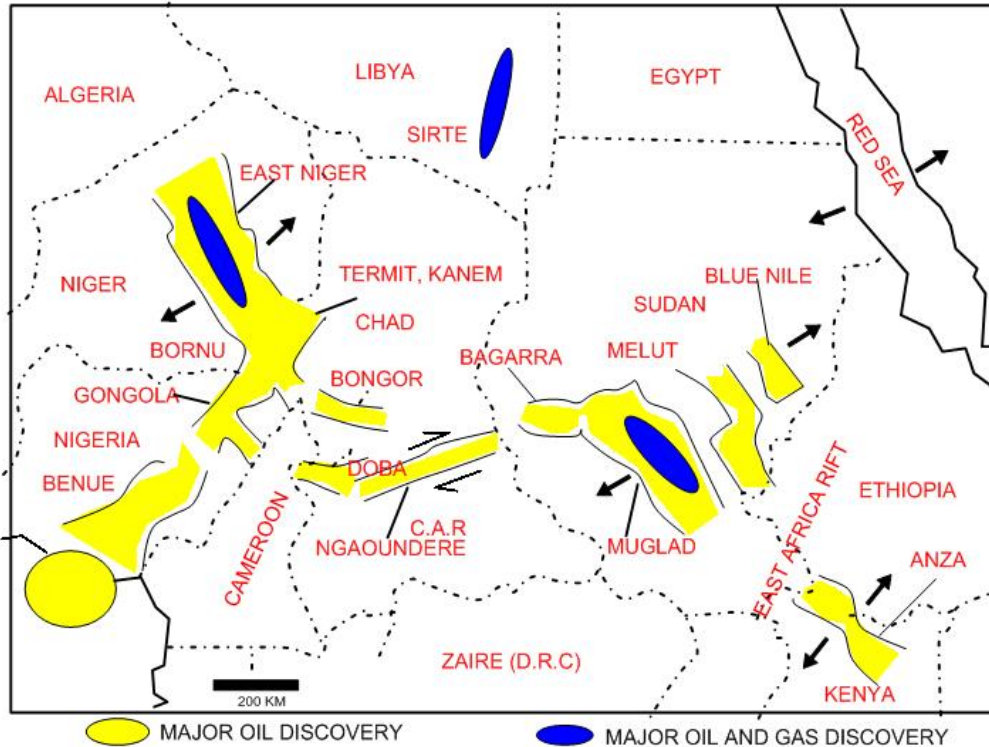 LIBYA
EGYPT
ALGERIA
SIRTE
RED SEA
EAST NIGER
NIGER
TERMIT, KANEM
BLUE NILE
SUDAN
CHAD
BORNU
BAGARRA
MELUT
BONGOR
GONGOLA
NIGERIA
DOBA
BENUE
ETHIOPIA
C.A.R
NGAOUNDERE
MUGLAD
EAST AFRICA RIFT
CAMEROON
ANZA
ZAIRE (D.R.C)
KENYA
200 KM
MAJOR OIL DISCOVERY
MAJOR OIL AND GAS DISCOVERY